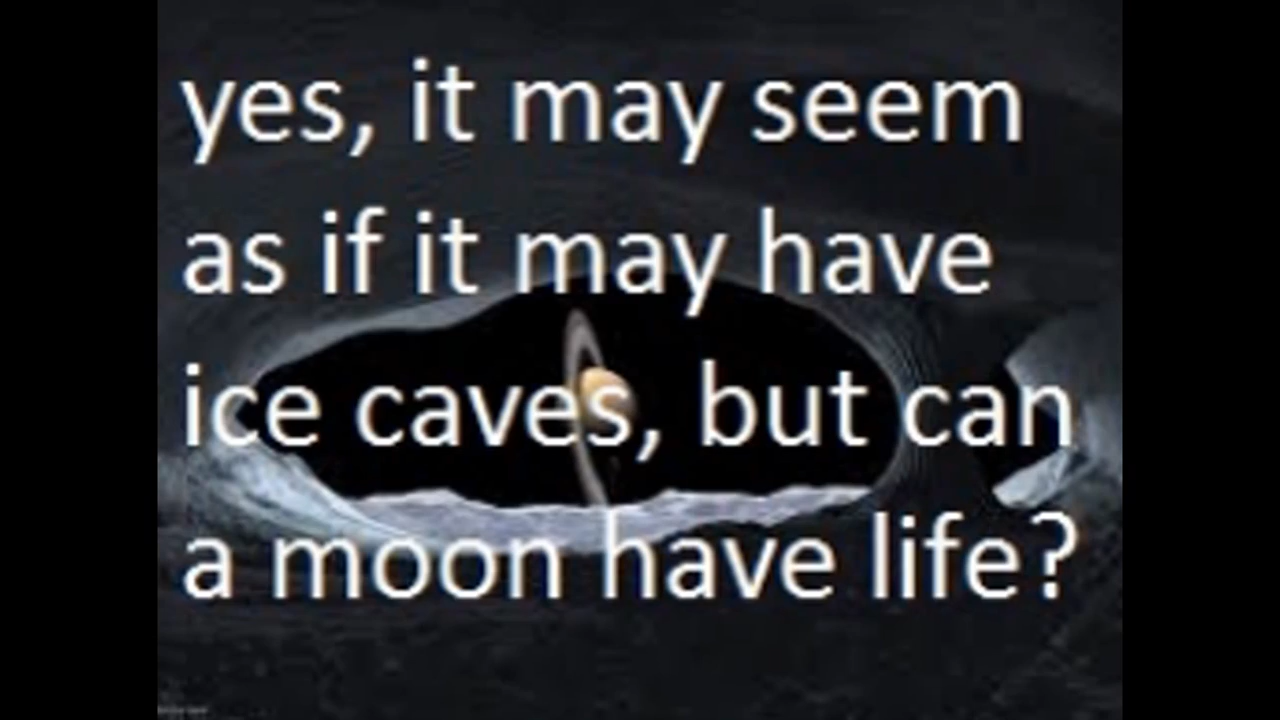 yes, it may seem
as if it may have
ice caves, but can
a moon have life?